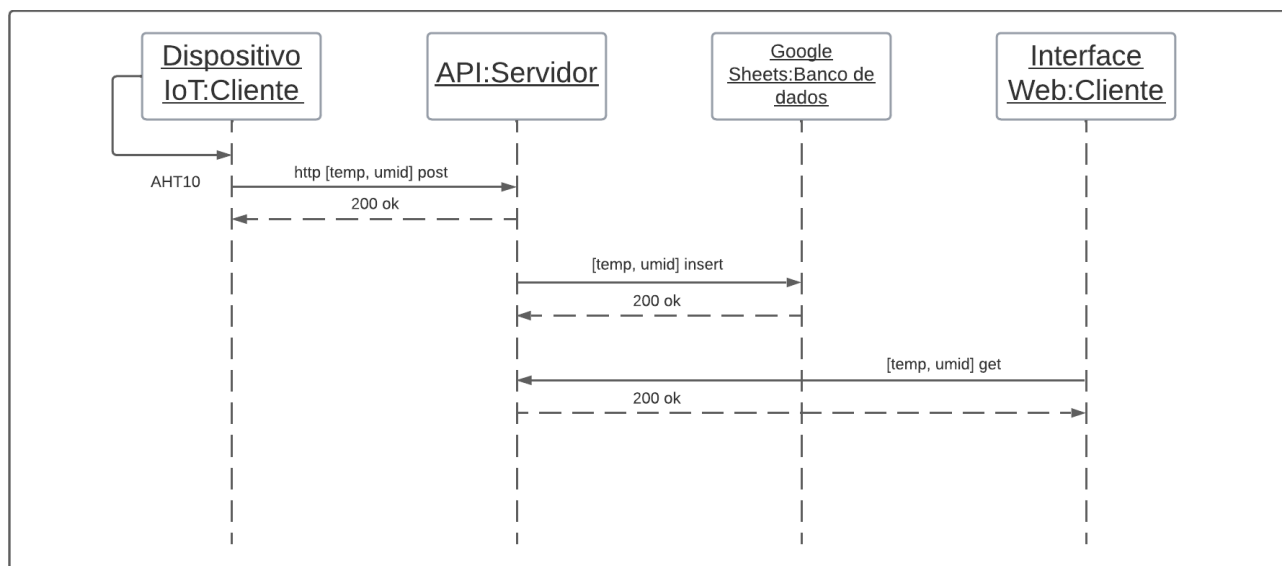 Dispositivo
IoT:Cliente
API:Servidor
Google
Sheets:Banco de
dados
Interface
Web:Cliente
AHT10
http [temp, umid] post
200 ok
[temp, umid] insert
200 ok
[temp, umid] get
200 ok